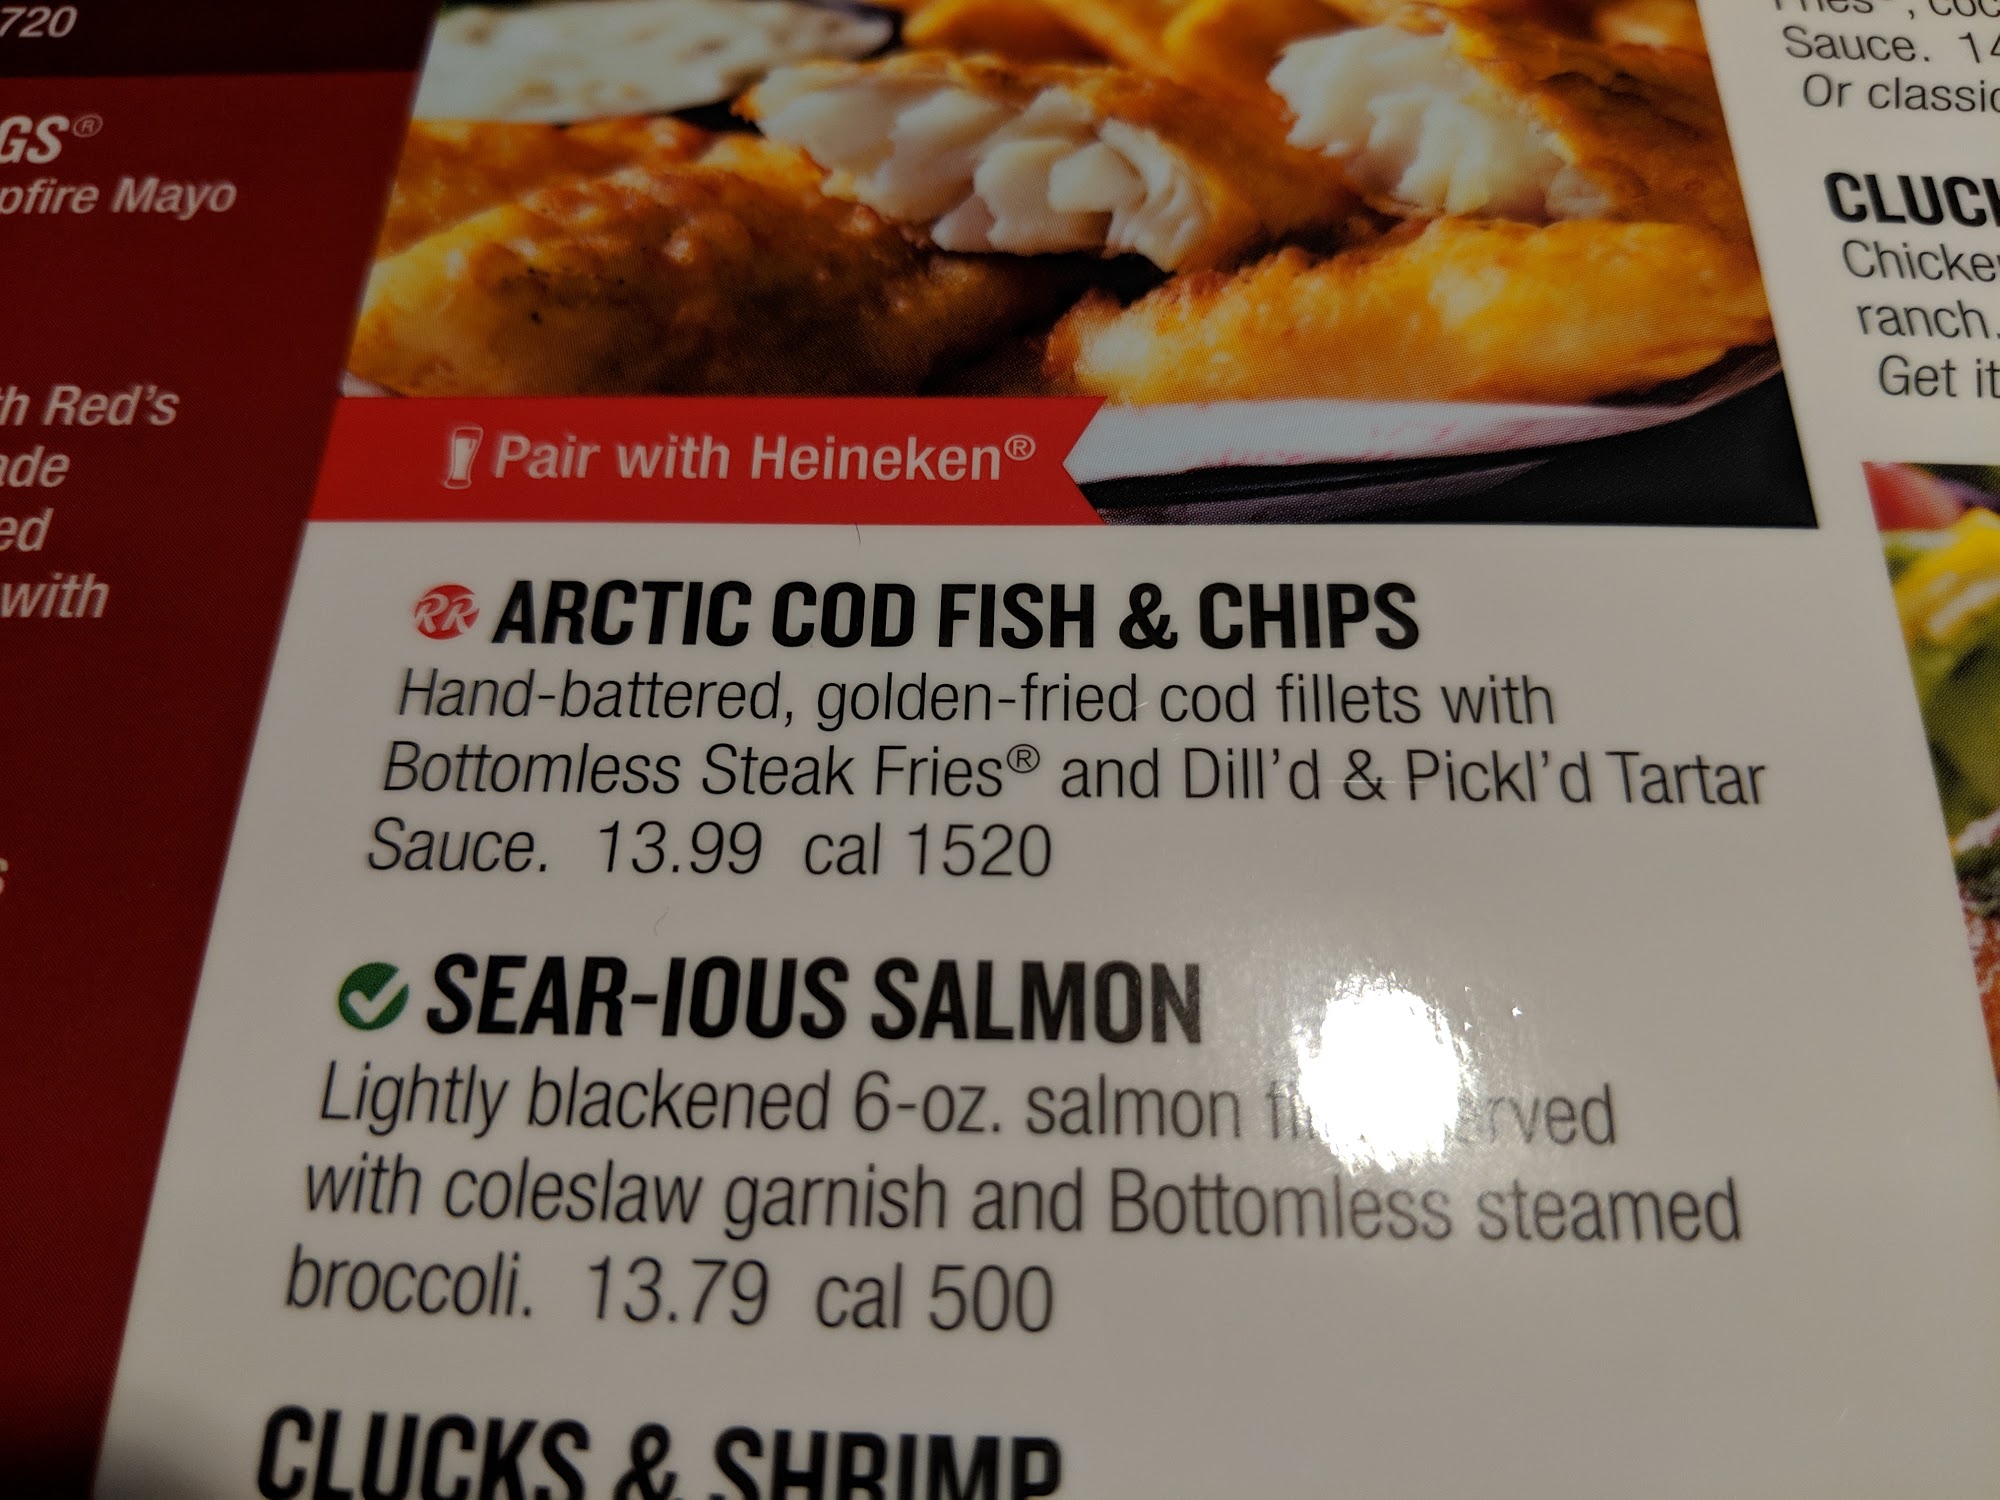 720
GS®
pfire Mayo
th Red's
ade
ed
with
Pair with Heineken®
RR ARCTIC COD FISH & CHIPS
Hand-battered, golden-fried cod fillets with
Bottomless Steak Fries® and Dill'd & Pickl'd Tartar
Sauce. 13.99 cal 1520
SEAR-IOUS SALMON
Lightly blackened 6-oz. salmon
with coleslaw garnish and Bottomless steamed
broccoli. 13.79 cal 500
CLUCKS & SHRIMP
Sauce. 14
Or classic
CLUCK
Chicke
ranch.
Get it